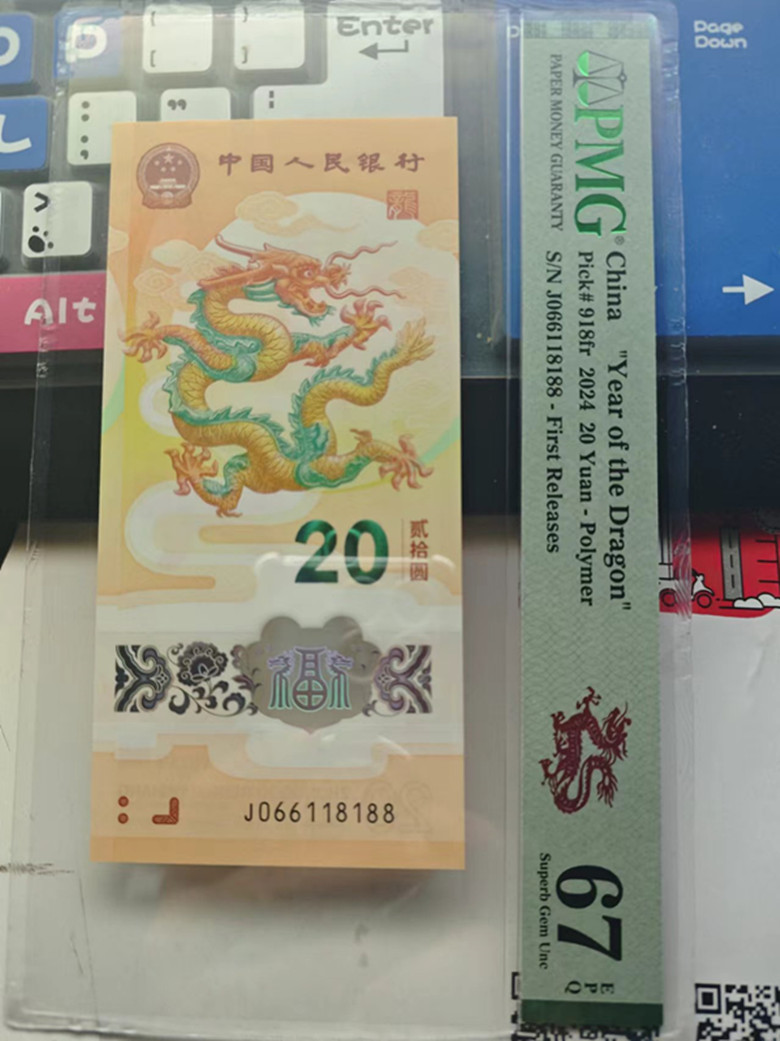 Enter
Page
Down
Alt
中国人民银行
20
贰拾圆
福
J066118188
PMG
PAPER MONEY GUARANTY
China "Year of the Dragon"
Pick# 918fr 2024 20 Yuan - Polymer
S/N J066118188 - First Releases
67
EPQ
Superb Gem Unc